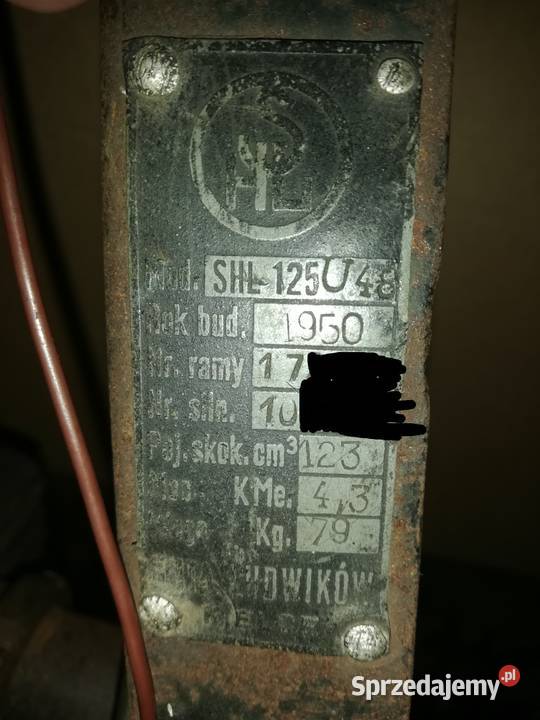 Mod. SHL-125 U 48
Rok bud. 1950
Nr. ramy 17
Nr. siln. 10
Poj. skok. cm³ 123
KMe. 4,3
Kg. 79
Sprzedajemy.pl